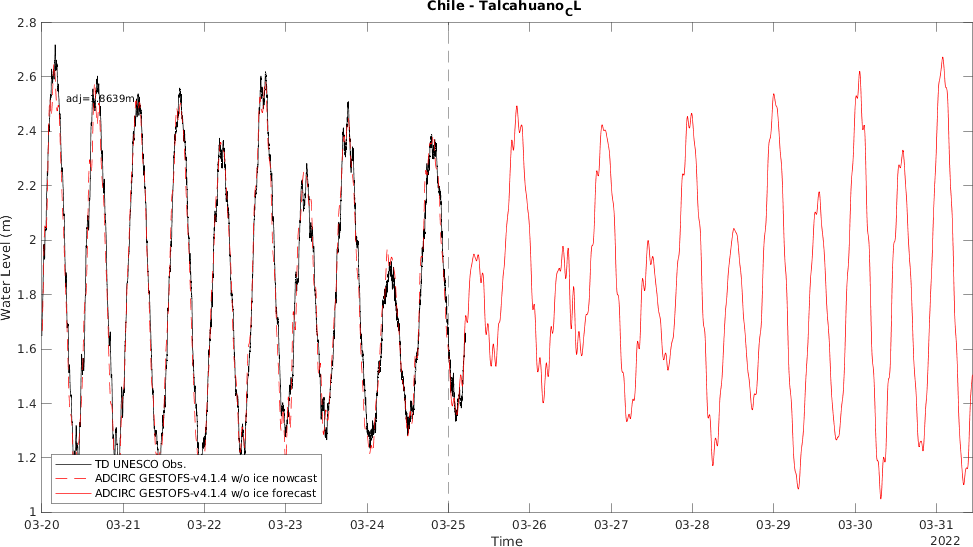 Chile - Talcahuano_CL
2.8
2.6
2.4
2.2
2
1.8
1.6
1.4
1.2
1
Water Level (m)
adj=1.8639m
TD UNESCO Obs.
ADCIRC GESTOFS-v4.1.4 w/o ice nowcast
ADCIRC GESTOFS-v4.1.4 w/o ice forecast
03-20 03-21 03-22 03-23 03-24 03-25 03-26 03-27 03-28 03-29 03-30 03-31
Time
2022